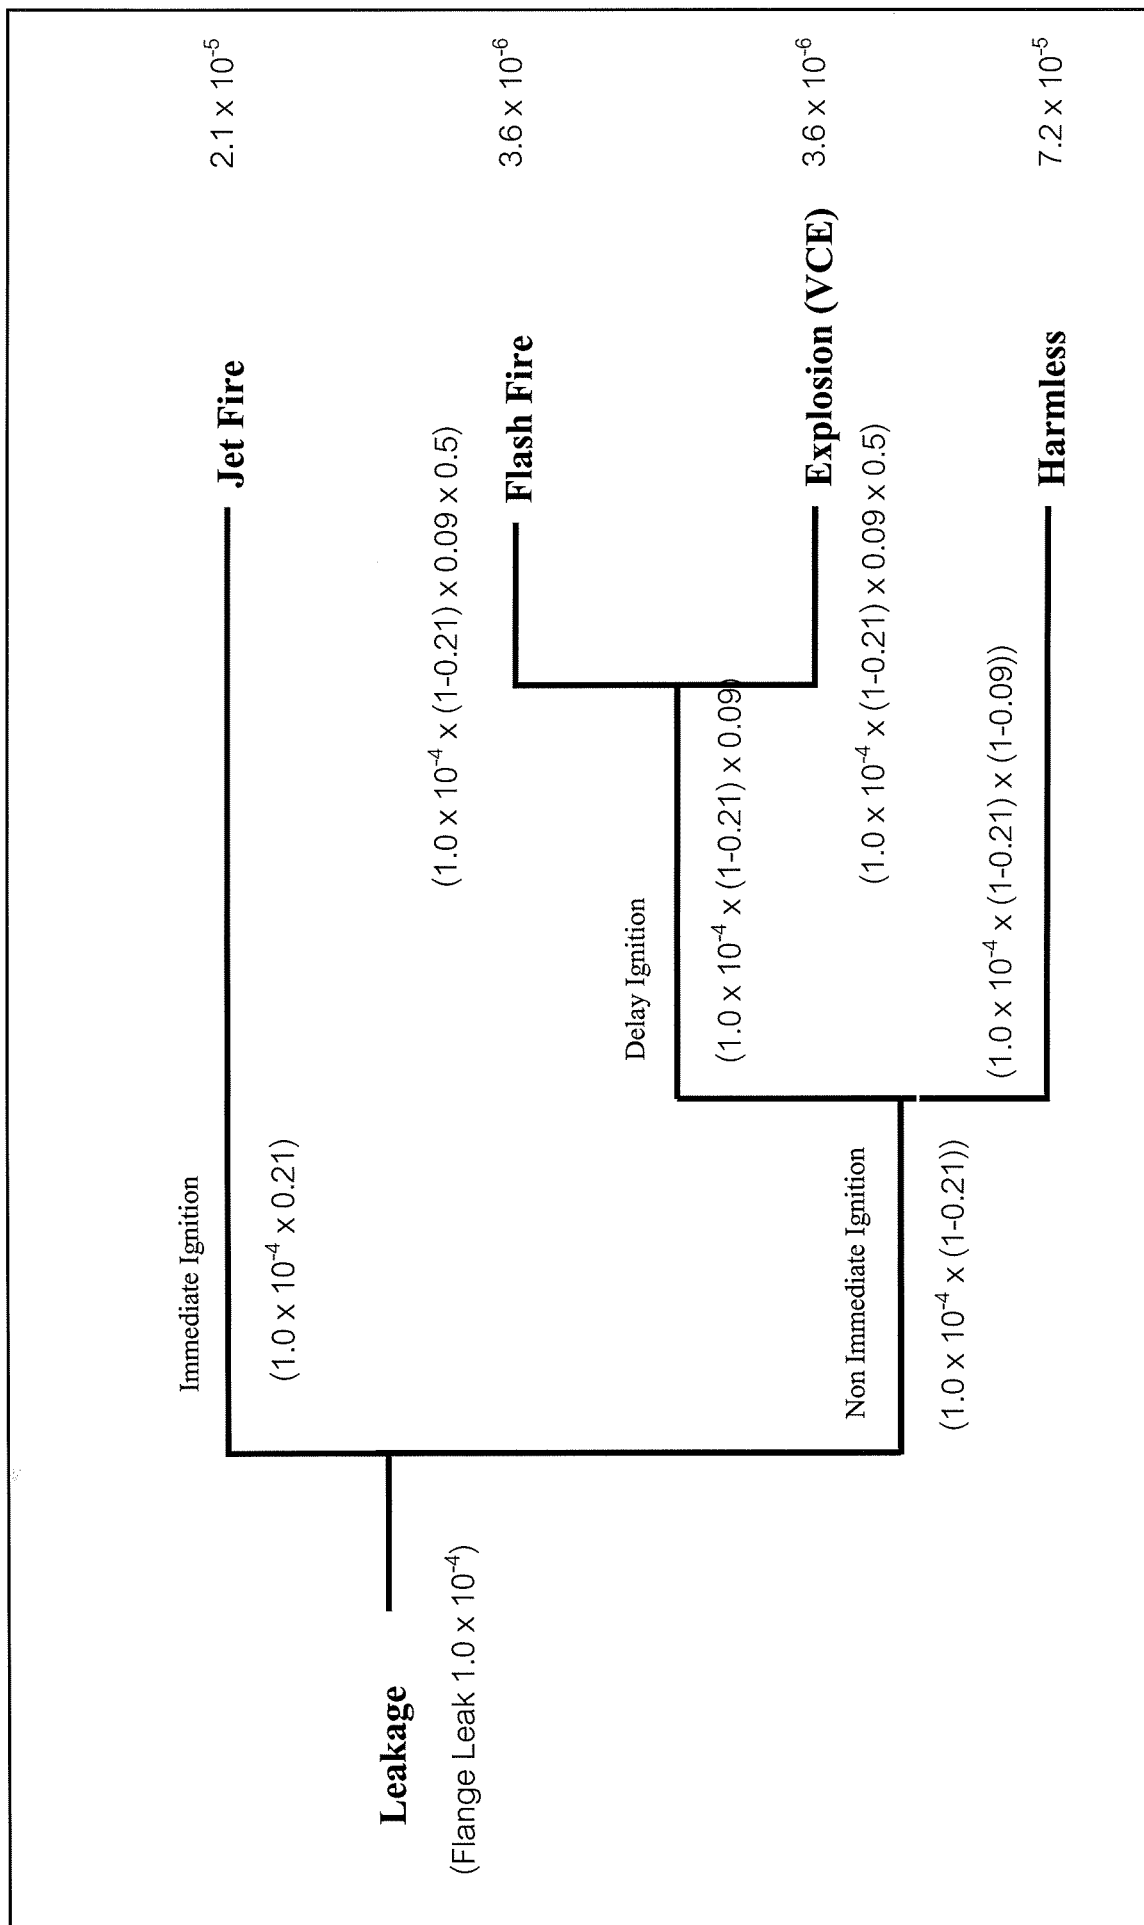 Immediate Ignition
Jet Fire
2.1 x 10⁻⁵
(1.0 x 10⁻⁴ x 0.21)
Leakage
(Flange Leak 1.0 x 10⁻⁴)
(1.0 x 10⁻⁴ x (1-0.21) x 0.09 x 0.5)
Flash Fire
3.6 x 10⁻⁶
Delay Ignition
(1.0 x 10⁻⁴ x (1-0.21) x 0.09)
Explosion (VCE)
3.6 x 10⁻⁶
(1.0 x 10⁻⁴ x (1-0.21) x 0.09 x 0.5)
Non Immediate Ignition
(1.0 x 10⁻⁴ x (1-0.21))
(1.0 x 10⁻⁴ x (1-0.21) x (1-0.09))
Harmless
7.2 x 10⁻⁵